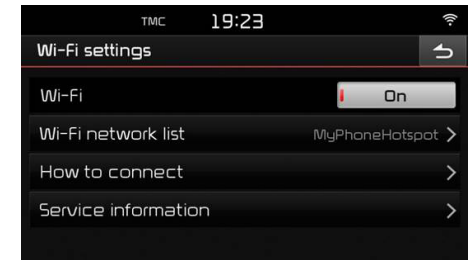 TMC 19:23
Wi-Fi settings
Wi-Fi On
Wi-Fi network list MyPhoneHotspot
How to connect
Service information